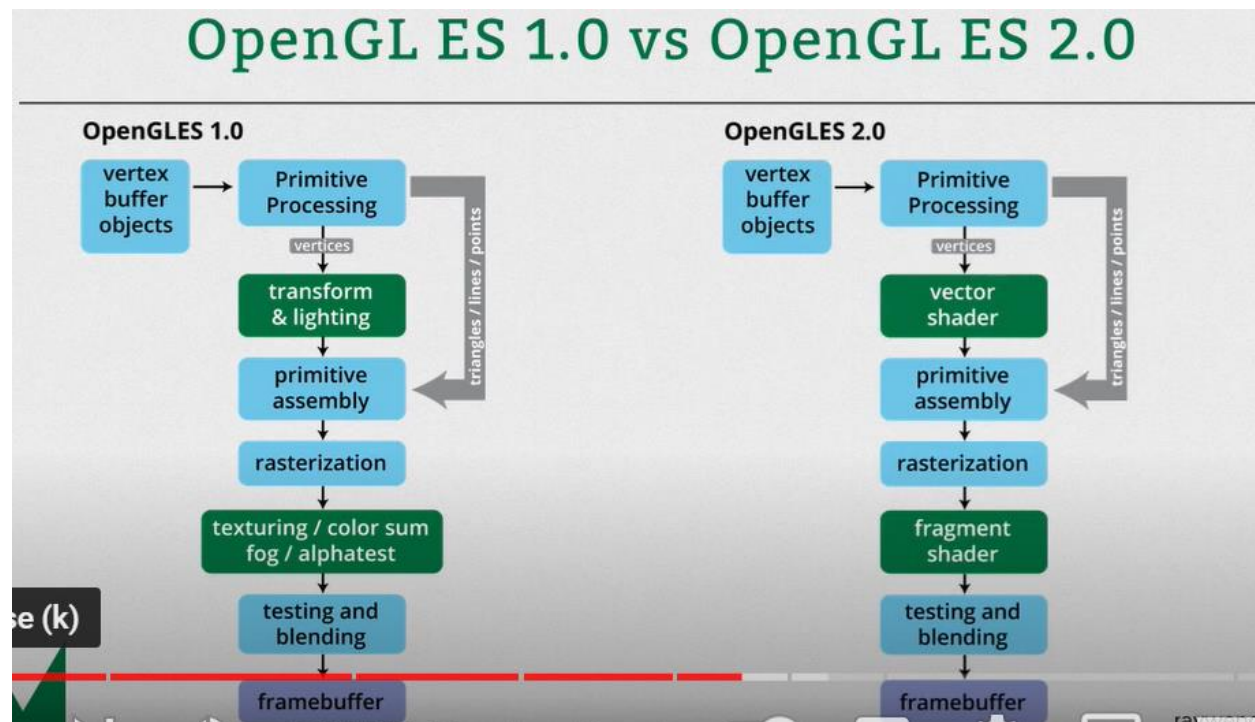 OpenGL ES 1.0 vs OpenGL ES 2.0
OpenGLES 1.0
vertex
buffer
objects
Primitive
Processing
vertices
triangles / lines / points
transform
& lighting
primitive
assembly
rasterization
texturing / color sum
fog / alphatest
testing and
blending
framebuffer
OpenGLES 2.0
vertex
buffer
objects
Primitive
Processing
vertices
triangles / lines / points
vector
shader
primitive
assembly
rasterization
fragment
shader
testing and
blending
framebuffer
se (k)